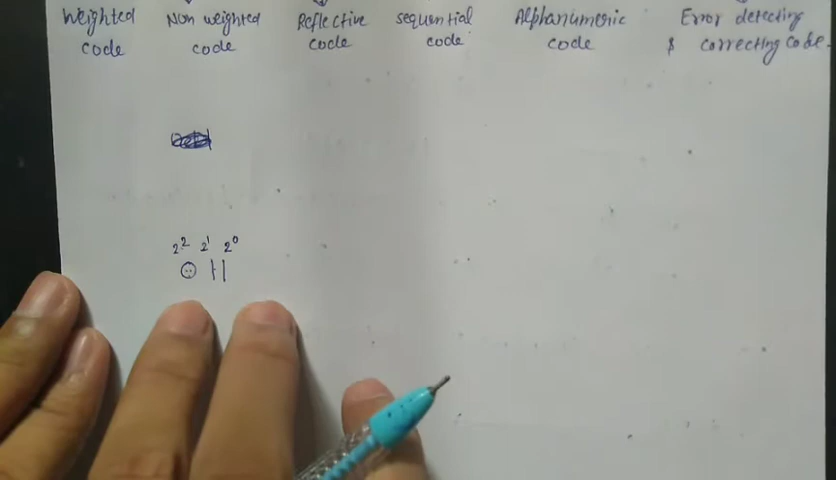 Weighted Non weighted Reflective sequential Alphanumeric Error detecting
code code code code code $ correcting code.
2² 2¹ 2⁰
0 1 1